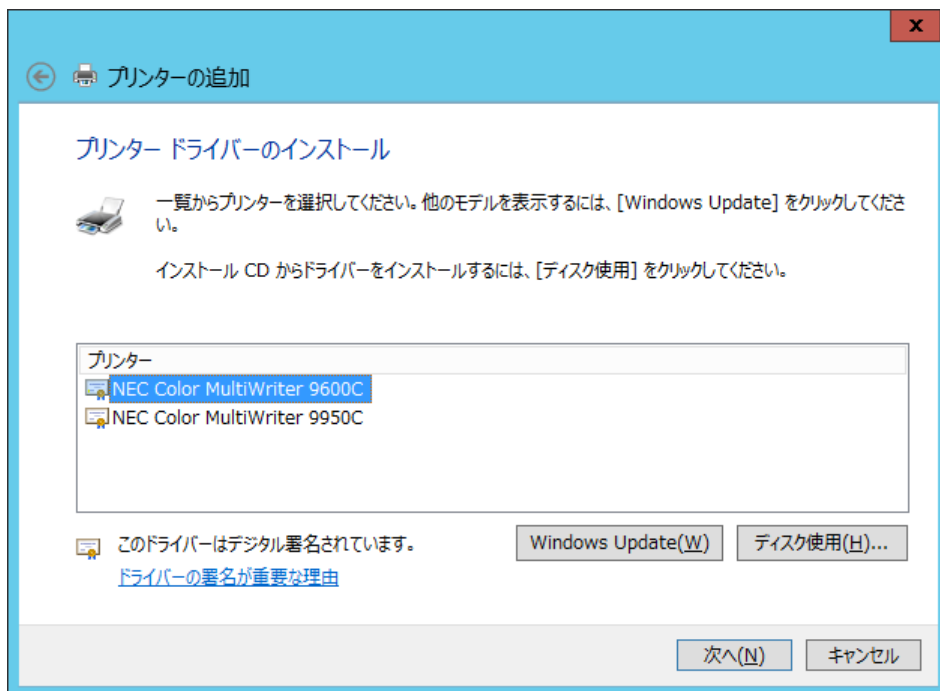 プリンターの追加
プリンター ドライバーのインストール
一覧からプリンターを選択してください。他のモデルを表示するには、[Windows Update] をクリックしてくださ
い。
インストール CD からドライバーをインストールするには、[ディスク使用] をクリックしてください。
プリンター
NEC Color MultiWriter 9600C
NEC Color MultiWriter 9950C
このドライバーはデジタル署名されています。
Windows Update(W)
ディスク使用(H)...
ドライバーの署名が重要な理由
次へ(N)
キャンセル